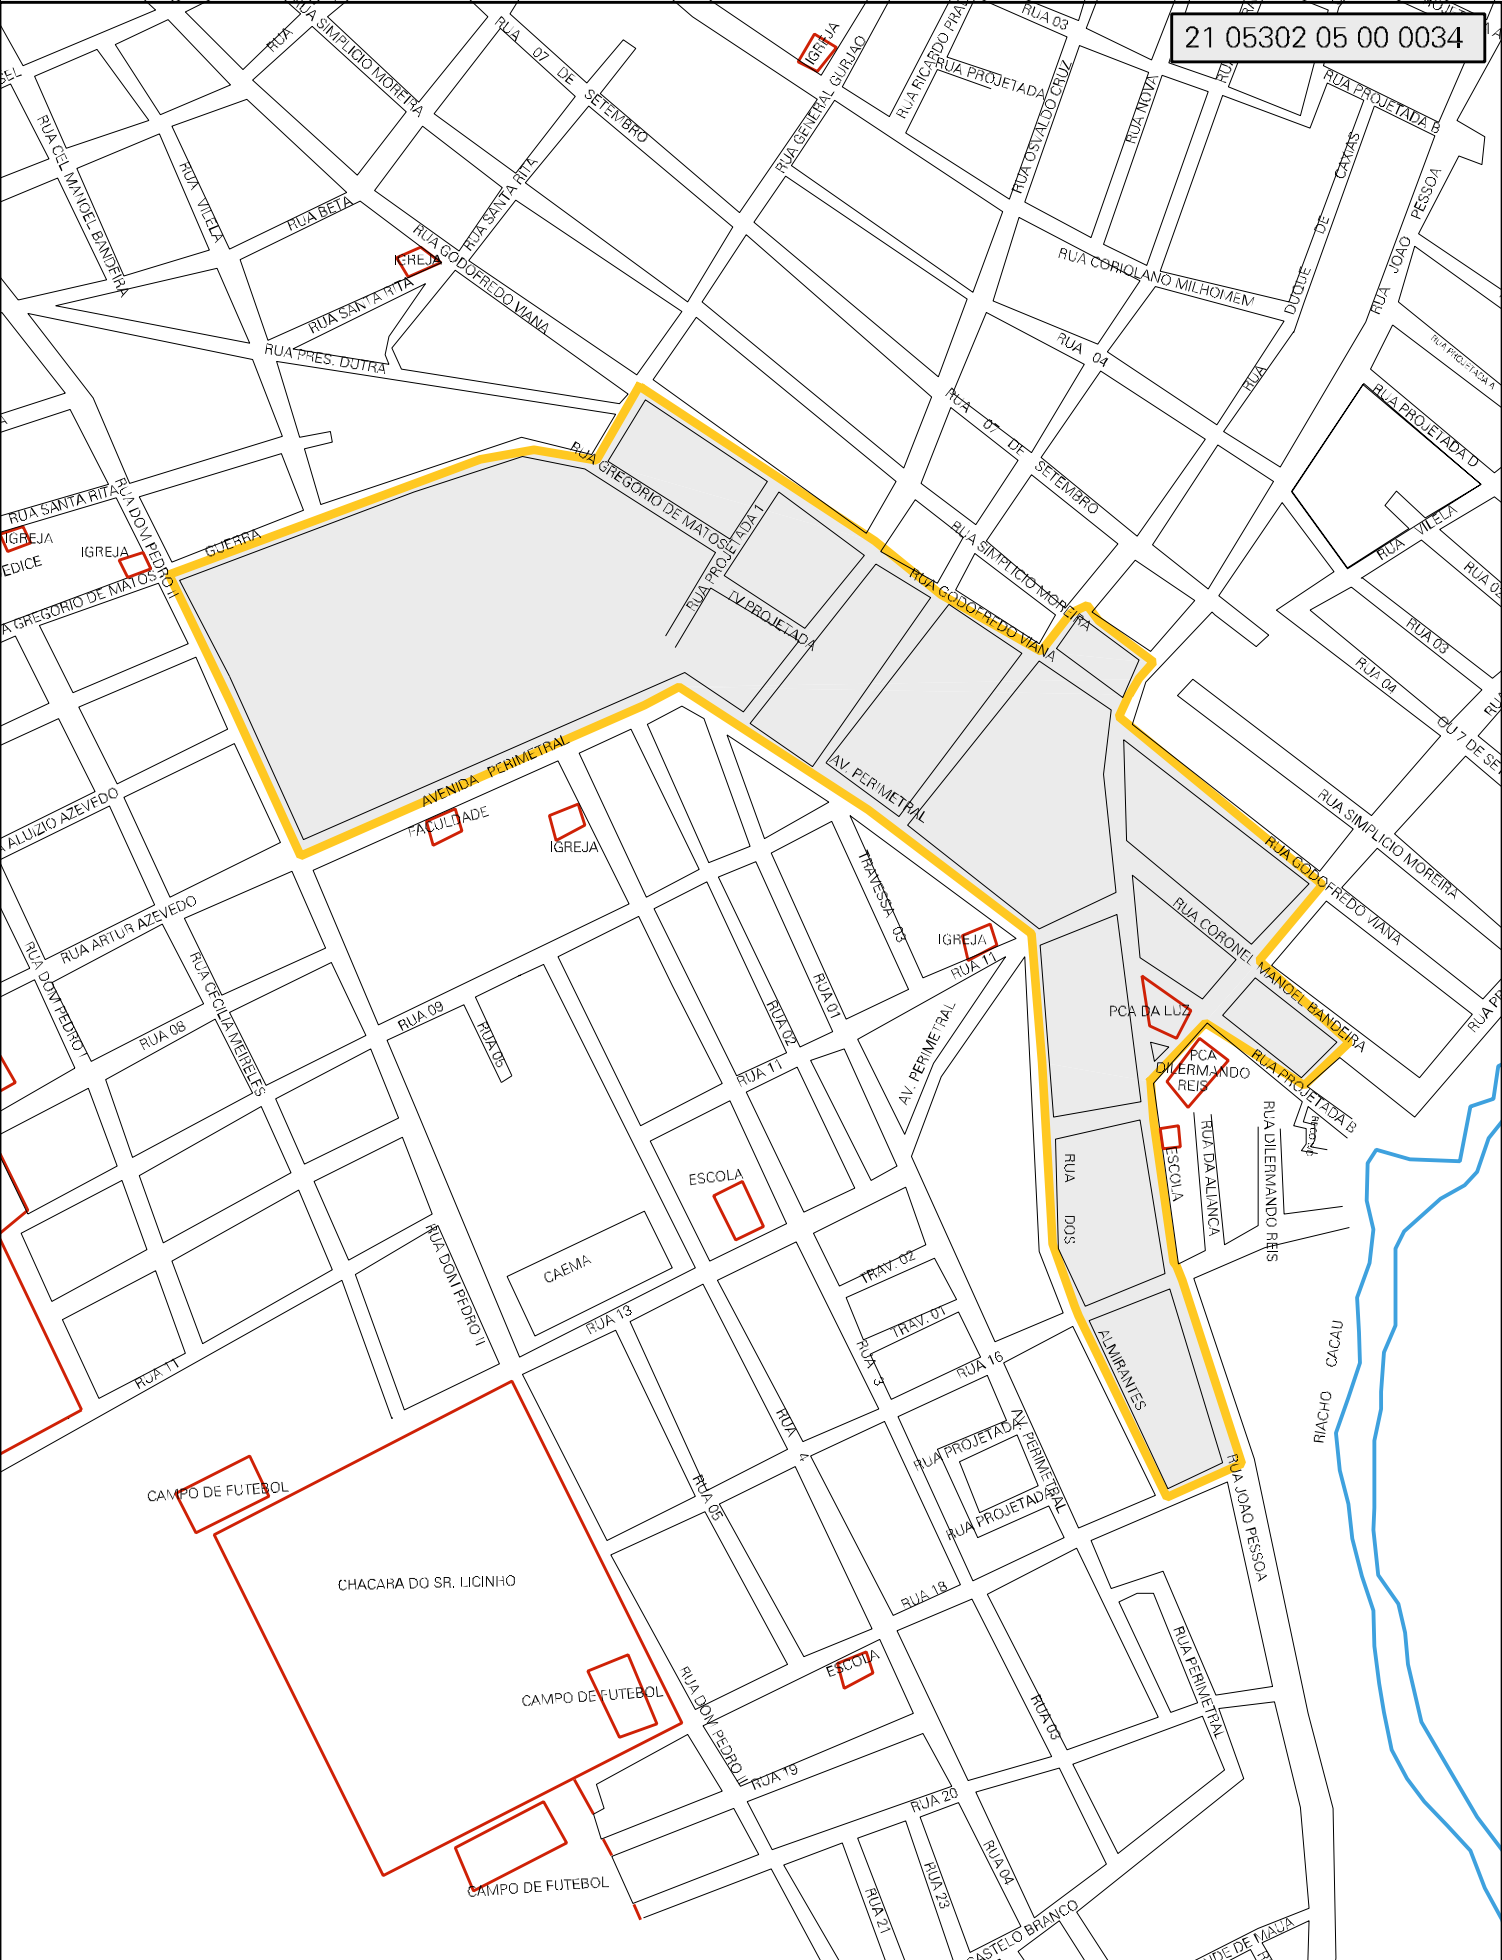 21 05302 05 00 0034
RUA 03
IGREJA
RUA
RUA SIMPLICIO MOREIRA
RUA 07 DE SETEMBRO
RUA GENERAL GURJAO
RUA PROJETADA
RUA OSVALDO CRUZ
RUA NOVA
RUA PROJETADA B
RUA CEL MANOEL BANDEIRA
RUA VILELA
RUA BETA
RUA SANTA RITA
RUA GODOFREDO VIANA
IGREJA
RUA SANTA RITA
RUA PRES. DUTRA
RUA CORIOLANO MILHOMEM
RUA DUQUE DE CAXIAS
RUA JOAO PESSOA
RUA 04
RUA PROJETADA A
RUA PROJETADA D
RUA 07 DE SETEMBRO
RUA GREGORIO DE MATOS
RUA SANTA RITA
RUA DOM PEDRO II
IGREJA
IGREJA
GUERRA
EDICE
A GREGORIO DE MATOS
RUA PROJETADA 1
TV PROJETADA
RUA SIMPLICIO MOREIRA
RUA GODOFREDO VIANA
RUA VILELA
RUA 02
RUA 03
RUA 04
OU 7 DE SE
AVENIDA PERIMETRAL
AV. PERIMETRAL
FACULDADE
IGREJA
A ALUIZIO AZEVEDO
RUA SIMPLICIO MOREIRA
RUA GODOFREDO VIANA
RUA ARTUR AZEVEDO
RUA DOM PEDRO I
RUA CECILIA MEIRELES
TRAVESSA 03
IGREJA
RUA 11
RUA CORONEL MANOEL BANDEIRA
PCA DA LUZ
PCA
DILERMANDO
REIS
RUA PROJETADA B
RUA 08
RUA 09
RUA 06
RUA 02
RUA 01
RUA 11
AV. PERIMETRAL
ESCOLA
RUA DA ALIANCA
RUA DILERMANDO REIS
ESCOLA
RUA DOS ALMIRANTES
CAEMA
RUA DOM PEDRO II
RUA 13
TRAV. 02
TRAV. 01
RUA 3
RUA 16
RUA 11
RIACHO CACAU
RUA 4
RUA PROJETADA
RUA PROJETADA
AV. PERIMETRAL
RUA 05
RUA JOAO PESSOA
CAMPO DE FUTEBOL
CHACARA DO SR. LICINHO
RUA 18
RUA PERIMETRAL
ESCOLA
RUA 03
CAMPO DE FUTEBOL
RUA DOM PEDRO II
RUA 19
RUA 20
RUA 04
RUA 23
RUA 21
CAMPO DE FUTEBOL
CASTELO BRANCO
NDE DE MAUA